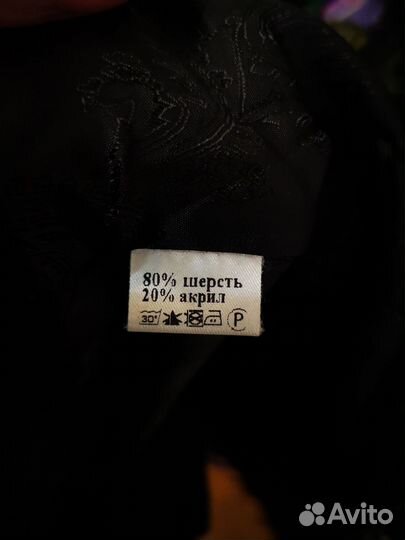 80% шерсть
20% акрил
30° P
Avito